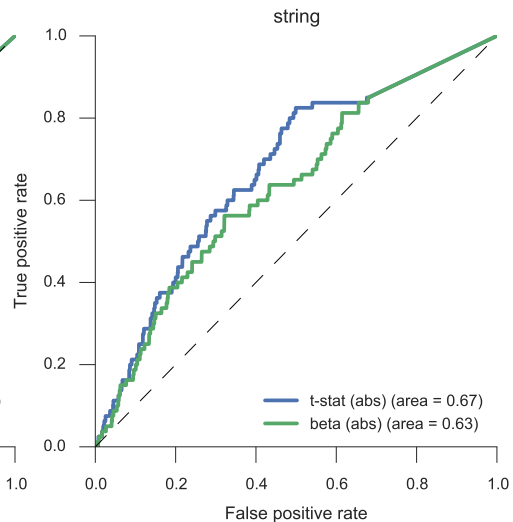 string
1.0
0.8
0.6
0.4
0.2
0.0
True positive rate
t-stat (abs) (area = 0.67)
beta (abs) (area = 0.63)
1.0
0.0 0.2 0.4 0.6 0.8 1.0
False positive rate